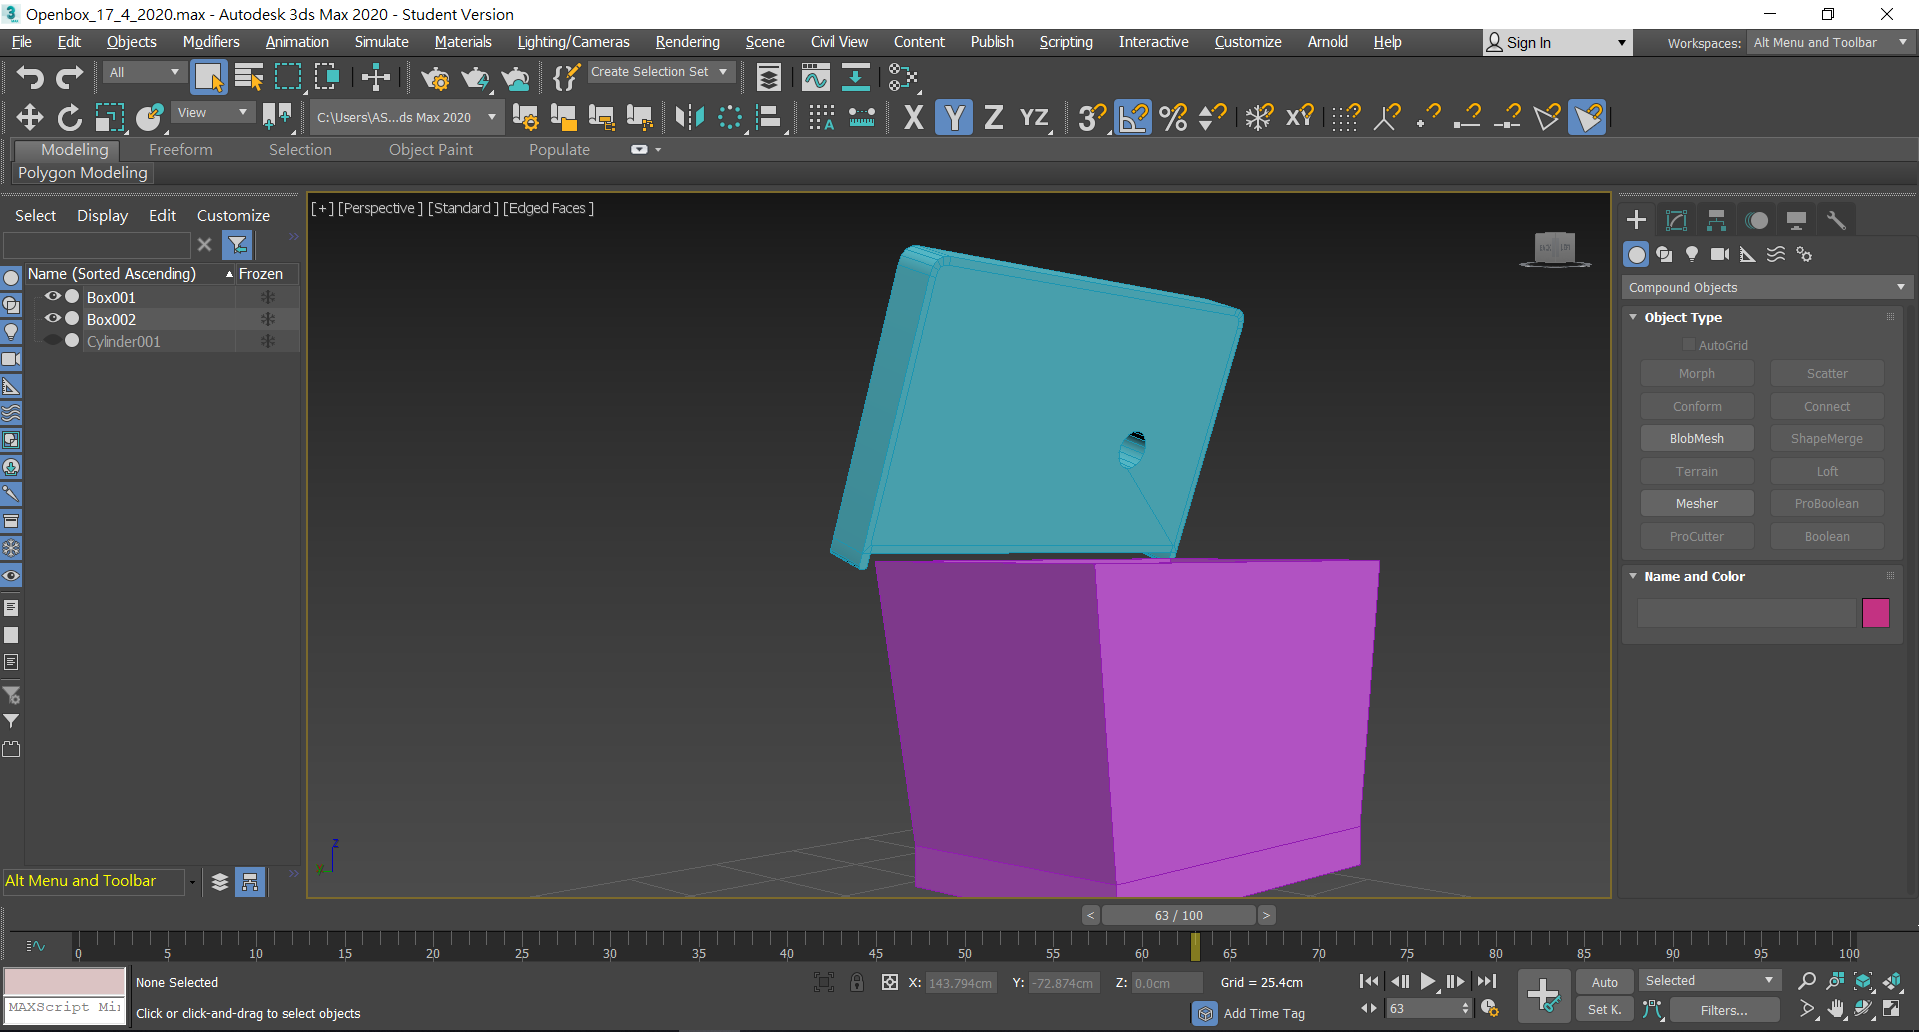 Openbox_17_4_2020.max - Autodesk 3ds Max 2020 - Student Version
File Edit Objects Modifiers Animation Simulate Materials Lighting/Cameras Rendering Scene Civil View Content Publish Scripting Interactive Customize Arnold Help Sign In Workspaces: Alt Menu and Toolbar
All Create Selection Set
View C:\Users\AS...ds Max 2020 X Y Z YZ 3 % XY
Modeling Freeform Selection Object Paint Populate
Polygon Modeling
Select Display Edit Customize
[+] [Perspective] [Standard] [Edged Faces]
Name (Sorted Ascending) Frozen
Box001
Box002
Cylinder001
Compound Objects
Object Type
AutoGrid
Morph Scatter
Conform Connect
BlobMesh ShapeMerge
Terrain Loft
Mesher ProBoolean
ProCutter Boolean
Name and Color
z
y
Alt Menu and Toolbar
< 63 / 100 >
0 5 10 15 20 25 30 35 40 45 50 55 60 65 70 75 80 85 90 95 100
None Selected X: 143.794cm Y: -72.874cm Z: 0.0cm Grid = 25.4cm Auto Selected
MAXScript Mi
Click or click-and-drag to select objects Add Time Tag 63 Set K. Filters...